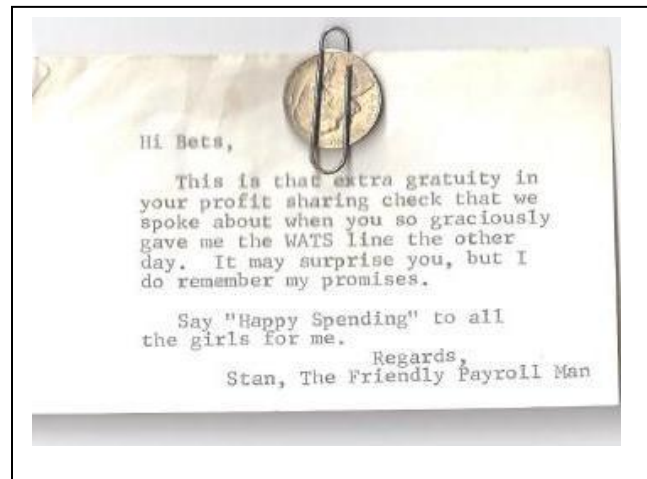 Hi Bets,
This is that extra gratuity in
your profit sharing check that we
spoke about when you so graciously
gave me the WATS line the other
day. It may surprise you, but I
do remember my promises.
Say "Happy Spending" to all
the girls for me.
Regards,
Stan, The Friendly Payroll Man